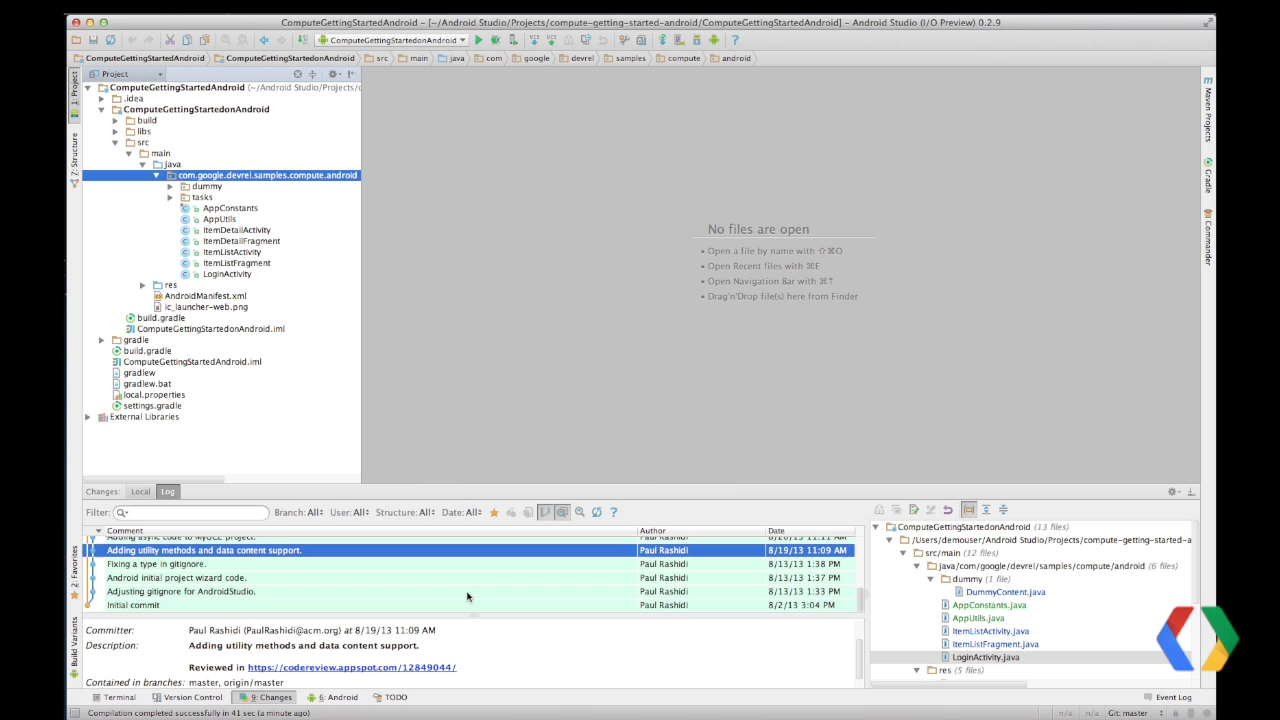 ComputeGettingStartedAndroid – [~/Android Studio/Projects/compute-getting-started-android/ComputeGettingStartedAndroid] – Android Studio (I/O Preview) 0.2.9
ComputeGettingStartedonAndroid
ComputeGettingStartedAndroid ComputeGettingStartedonAndroid src main java com google devrel samples compute android
1: Project
Z: Structure
2: Favorites
Build Variants
Project
ComputeGettingStartedAndroid (~/Android Studio/Projects/c
.idea
ComputeGettingStartedonAndroid
build
libs
src
main
java
com.google.devrel.samples.compute.android
dummy
tasks
AppConstants
AppUtils
ItemDetailActivity
ItemDetailFragment
ItemListActivity
ItemListFragment
LoginActivity
res
AndroidManifest.xml
ic_launcher-web.png
build.gradle
ComputeGettingStartedonAndroid.iml
gradle
build.gradle
ComputeGettingStartedAndroid.iml
gradlew
gradlew.bat
local.properties
settings.gradle
External Libraries
No files are open
• Open a file by name with ⇧⌘O
• Open Recent files with ⌘E
• Open Navigation Bar with ⌘↑
• Drag'n'Drop file(s) here from Finder
Maven Projects
Gradle
Commander
Changes: Local Log
Filter: Branch: All User: All Structure: All Date: All
Comment Author Date
Paul Rashidi
Adding utility methods and data content support. Paul Rashidi 8/19/13 11:09 AM
Fixing a type in gitignore. Paul Rashidi 8/13/13 1:38 PM
Android initial project wizard code. Paul Rashidi 8/13/13 1:37 PM
Adjusting gitignore for AndroidStudio. Paul Rashidi 8/13/13 1:33 PM
Initial commit Paul Rashidi 8/2/13 3:04 PM
Committer: Paul Rashidi (PaulRashidi@acm.org) at 8/19/13 11:09 AM
Description: Adding utility methods and data content support.
Reviewed in https://codereview.appspot.com/12849044/
Contained in branches: master, origin/master
ComputeGettingStartedonAndroid (13 files)
/Users/demouser/Android Studio/Projects/compute-getting-started-a
src/main (12 files)
java/com/google/devrel/samples/compute/android (6 files)
dummy (1 file)
DummyContent.java
AppConstants.java
AppUtils.java
ItemListActivity.java
ItemListFragment.java
LoginActivity.java
res (5 files)
Terminal Version Control 9: Changes 6: Android TODO Event Log
Compilation completed successfully in 41 sec (a minute ago) n/a n/a Git: master